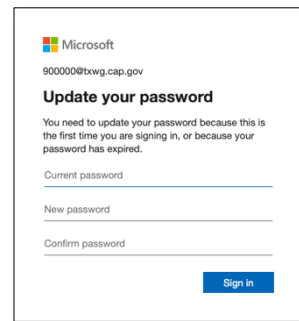 Microsoft
900000@txwg.cap.gov
Update your password
You need to update your password because this is
the first time you are signing in, or because your
password has expired.
Current password
New password
Confirm password
Sign in